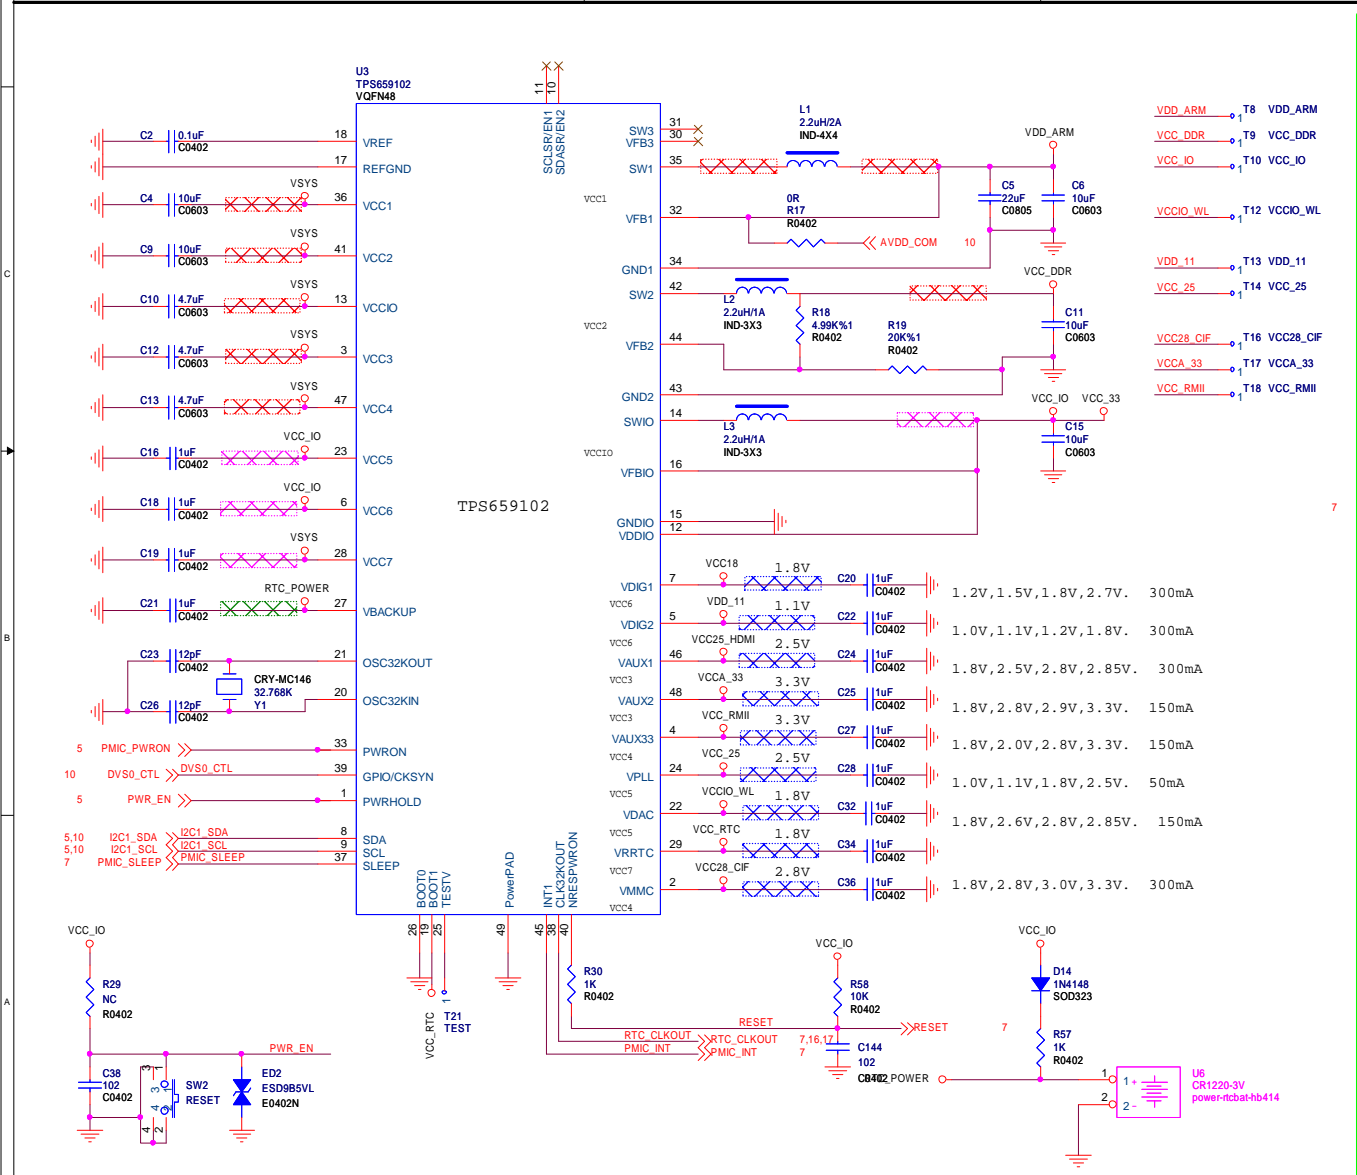 U3
TPS659102
VQFN48
11
10
SCLSR/EN1
SDASR/EN2
C2 0.1uF
C0402
18 VREF
17 REFGND
C4 10uF
C0603
VSYS
36 VCC1
C9 10uF
C0603
VSYS
41 VCC2
C10 4.7uF
C0603
VSYS
13 VCCIO
C12 4.7uF
C0603
VSYS
3 VCC3
C13 4.7uF
C0603
VSYS
47 VCC4
C16 1uF
C0402
VCC_IO
23 VCC5
C18 1uF
C0402
VCC_IO
6 VCC6
C19 1uF
C0402
VSYS
28 VCC7
C21 1uF
C0402
RTC_POWER
27 VBACKUP
C23 12pF
C0402
21 OSC32KOUT
CRY-MC146
32.768K
Y1
20 OSC32KIN
C26 12pF
C0402
5 PMIC_PWRON
33 PWRON
10 DVS0_CTL DVS0_CTL
39 GPIO/CKSYN
5 PWR_EN
1 PWRHOLD
5,10 I2C1_SDA I2C1_SDA
8 SDA
5,10 I2C1_SCL I2C1_SCL
9 SCL
7 PMIC_SLEEP PMIC_SLEEP
37 SLEEP
TPS659102
SW3 31
VFB3 30
SW1 35
L1
2.2uH/2A
IND-4X4
VDD_ARM
VCC1
VFB1 32
0R
R17
R0402
AVDD_COM 10
C5
22uF
C0805
C6
10uF
C0603
GND1 34
SW2 42
L2
2.2uH/1A
IND-3X3
VCC_DDR
VCC2
R18
4.99K%1
R0402
R19
20K%1
R0402
C11
10uF
C0603
VFB2 44
GND2 43
SWIO 14
L3
2.2uH/1A
IND-3X3
VCC_IO VCC_33
C15
10uF
C0603
VCCIO
VFBIO 16
GNDIO 15
VDDIO 12
VDIG1 7
VCC6
VCC18
1.8V
C20 1uF
C0402
1.2V,1.5V,1.8V,2.7V. 300mA
VDIG2 5
VCC6
VDD_11
1.1V
C22 1uF
C0402
1.0V,1.1V,1.2V,1.8V. 300mA
VAUX1 46
VCC3
VCC25_HDMI
2.5V
C24 1uF
C0402
1.8V,2.5V,2.8V,2.85V. 300mA
VAUX2 48
VCC3
VCCA_33
3.3V
C25 1uF
C0402
1.8V,2.8V,2.9V,3.3V. 150mA
VAUX33 4
VCC4
VCC_RMII
3.3V
C27 1uF
C0402
1.8V,2.0V,2.8V,3.3V. 150mA
VPLL 24
VCC5
VCC_25
2.5V
C28 1uF
C0402
1.0V,1.1V,1.8V,2.5V. 50mA
VDAC 22
VCC5
VCCIO_WL
1.8V
C32 1uF
C0402
1.8V,2.6V,2.8V,2.85V. 150mA
VRRTC 29
VCC7
VCC_RTC
1.8V
C34 1uF
C0402
VMMC 2
VCC4
VCC28_CIF
2.8V
C36 1uF
C0402
1.8V,2.8V,3.0V,3.3V. 300mA
VDD_ARM 1 T8 VDD_ARM
VCC_DDR 1 T9 VCC_DDR
VCC_IO 1 T10 VCC_IO
VCCIO_WL 1 T12 VCCIO_WL
VDD_11 1 T13 VDD_11
VCC_25 1 T14 VCC_25
VCC28_CIF 1 T16 VCC28_CIF
VCCA_33 1 T17 VCCA_33
VCC_RMII 1 T18 VCC_RMII
7
BOOT0
BOOT1
TESTV
PowerPAD
INT1
CLK32KOUT
NRESPWRON
26
19
25
49
45
38
40
VCC_RTC
1
T21
TEST
R30
1K
R0402
RESET
RTC_CLKOUT RTC_CLKOUT 7,16,17
PMIC_INT PMIC_INT 7
VCC_IO
R58
10K
R0402
RESET 7
C144
102
C0402
RTC_POWER
VCC_IO
D14
1N4148
SOD323
R57
1K
R0402
1 1 +
2 2 -
U6
CR1220-3V
power-rtcbat-hb414
VCC_IO
R29
NC
R0402
PWR_EN
C38
102
C0402
3
1
3
1
4
2
4
2
SW2
RESET
ED2
ESD9B5VL
E0402N
C
B
A